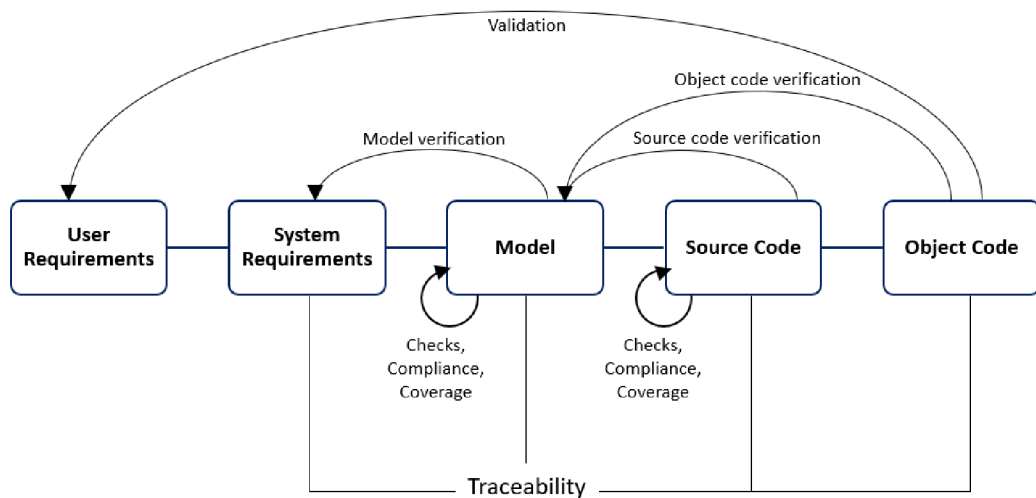 Validation
Object code verification
Model verification
Source code verification
User
Requirements
System
Requirements
Model
Source Code
Object Code
Checks,
Compliance,
Coverage
Checks,
Compliance,
Coverage
Traceability